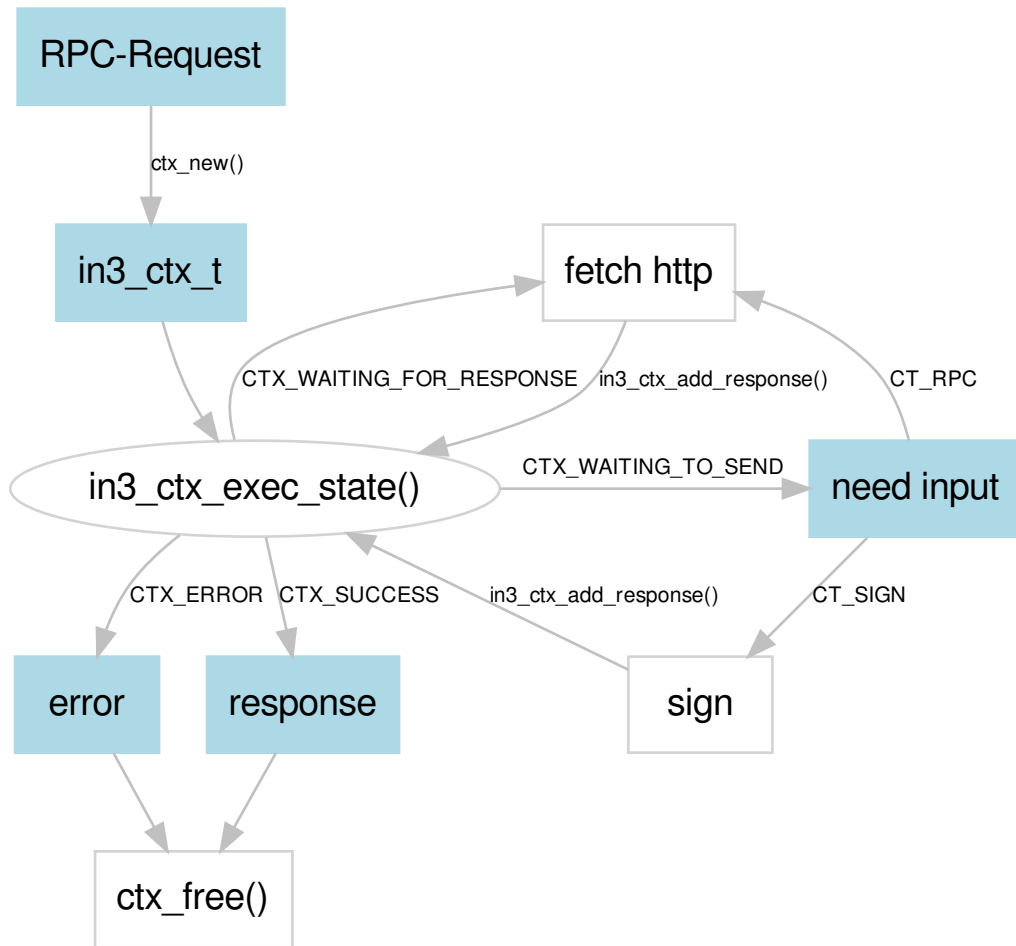 RPC-Request
ctx_new()
in3_ctx_t
fetch http
CTX_WAITING_FOR_RESPONSE
in3_ctx_add_response()
CT_RPC
in3_ctx_exec_state()
CTX_WAITING_TO_SEND
need input
CTX_ERROR
CTX_SUCCESS
in3_ctx_add_response()
CT_SIGN
error
response
sign
ctx_free()